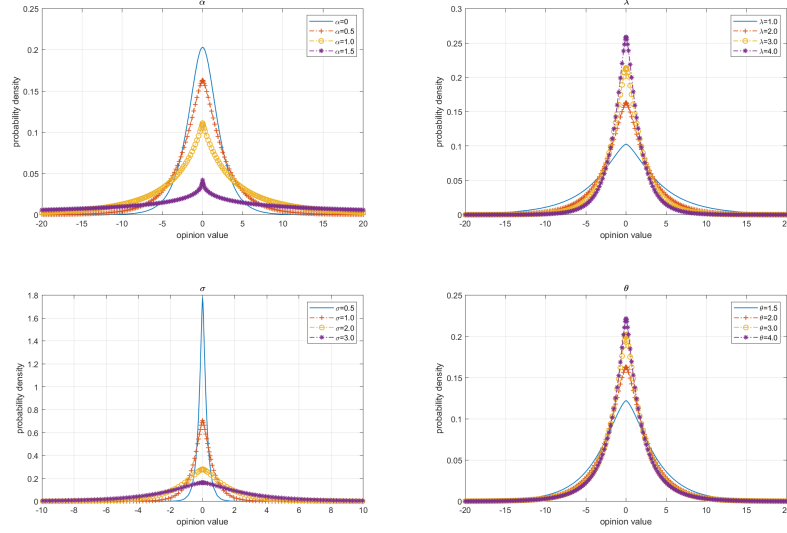 α
0.25
0.2
0.15
0.1
0.05
0
probability density
-20 -15 -10 -5 0 5 10 15 20
opinion value
α=0
α=0.5
α=1.0
α=1.5
λ
0.3
0.25
0.2
0.15
0.1
0.05
0
probability density
-20 -15 -10 -5 0 5 10 15 20
opinion value
λ=1.0
λ=2.0
λ=3.0
λ=4.0
σ
1.8
1.6
1.4
1.2
1
0.8
0.6
0.4
0.2
0
probability density
-10 -8 -6 -4 -2 0 2 4 6 8 10
opinion value
σ=0.5
σ=1.0
σ=2.0
σ=3.0
θ
0.25
0.2
0.15
0.1
0.05
0
probability density
-20 -15 -10 -5 0 5 10 15 20
opinion value
θ=1.5
θ=2.0
θ=3.0
θ=4.0